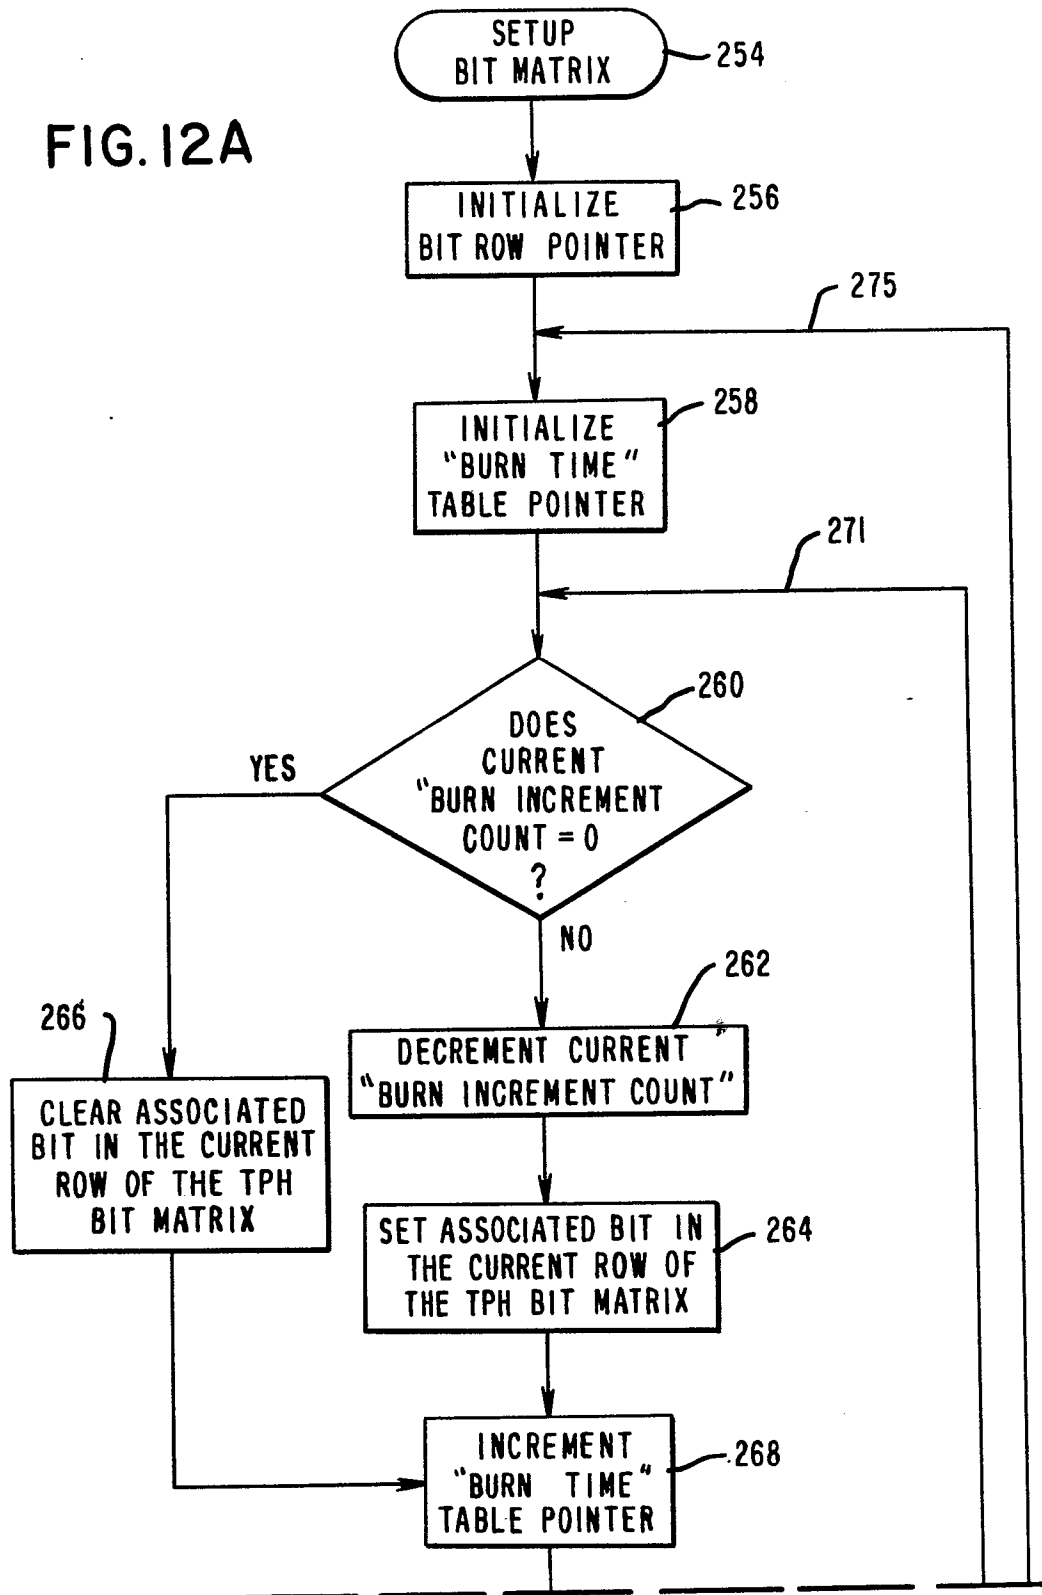 SETUP
BIT MATRIX
254
FIG. 12A
INITIALIZE
BIT ROW POINTER
256
275
INITIALIZE
"BURN TIME"
TABLE POINTER
258
271
DOES
CURRENT
"BURN INCREMENT
COUNT = 0
?
260
YES
NO
262
266
DECREMENT CURRENT
"BURN INCREMENT COUNT"
CLEAR ASSOCIATED
BIT IN THE CURRENT
ROW OF THE TPH
BIT MATRIX
SET ASSOCIATED BIT IN
THE CURRENT ROW OF
THE TPH BIT MATRIX
264
INCREMENT
"BURN TIME"
TABLE POINTER
268